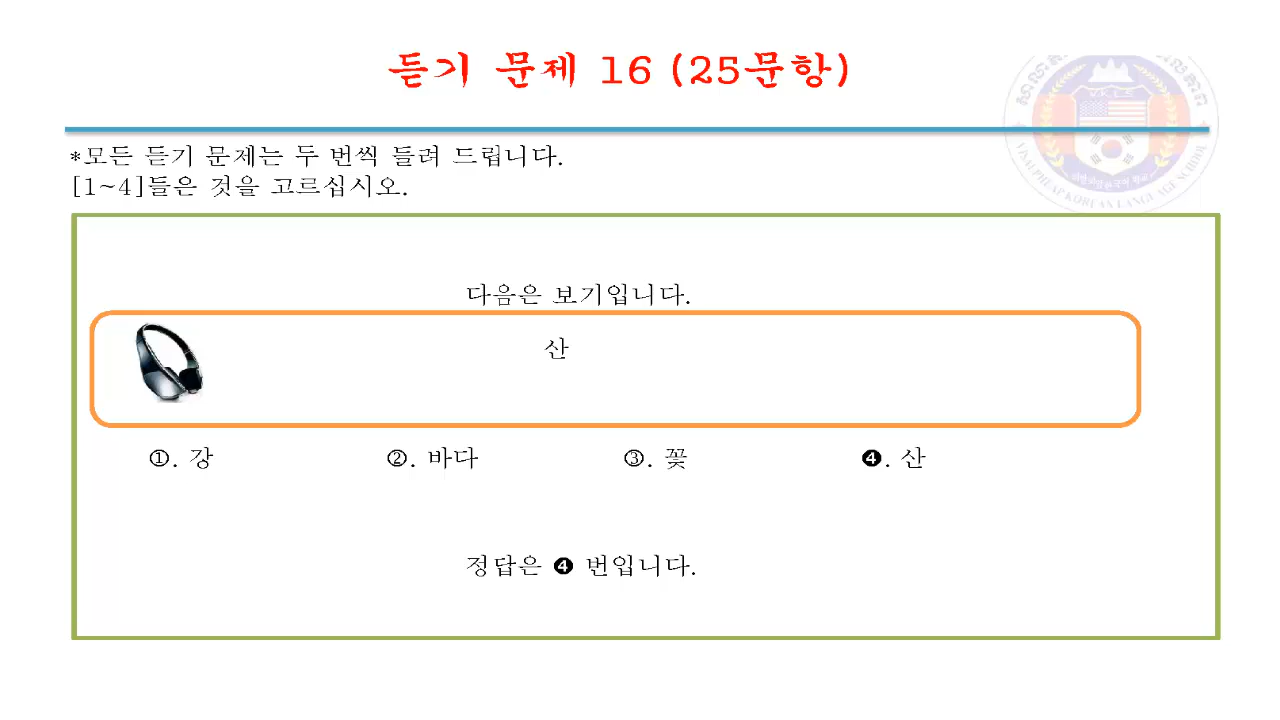 듣기 문제 16 (25문항)
*모든 듣기 문제는 두 번씩 들려 드립니다.
[1~4]들은 것을 고르십시오.
다음은 보기입니다.
산
①. 강 ②. 바다 ③. 꽃 ❹. 산
정답은 ❹ 번입니다.
KOREAN LANGUAGE SCHOOL